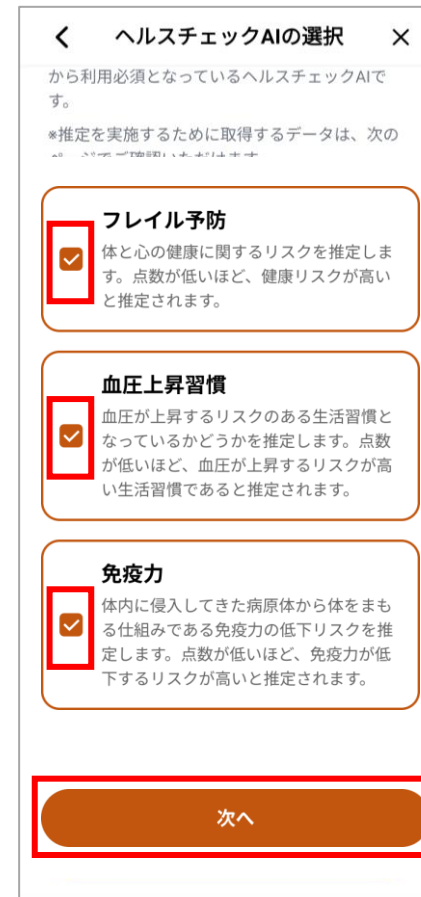 ヘルスチェックAIの選択
から利用必須となっているヘルスチェックAIで
す。
*推定を実施するために取得するデータは、次の
フレイル予防
体と心の健康に関するリスクを推定しま
す。点数が低いほど、健康リスクが高い
と推定されます。
血圧上昇習慣
血圧が上昇するリスクのある生活習慣と
なっているかどうかを推定します。点数
が低いほど、血圧が上昇するリスクが高
い生活習慣であると推定されます。
免疫力
体内に侵入してきた病原体から体をまも
る仕組みである免疫力の低下リスクを推
定します。点数が低いほど、免疫力が低
下するリスクが高いと推定されます。
次へ